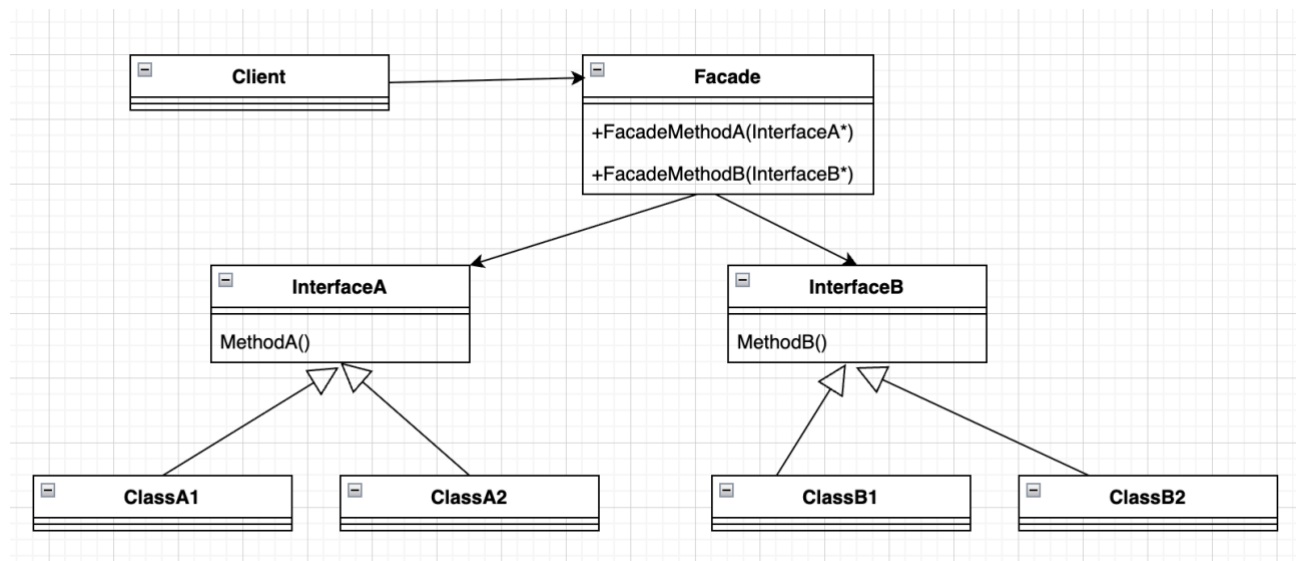 Client
Facade
+FacadeMethodA(InterfaceA*)
+FacadeMethodB(InterfaceB*)
InterfaceA
MethodA()
InterfaceB
MethodB()
ClassA1
ClassA2
ClassB1
ClassB2